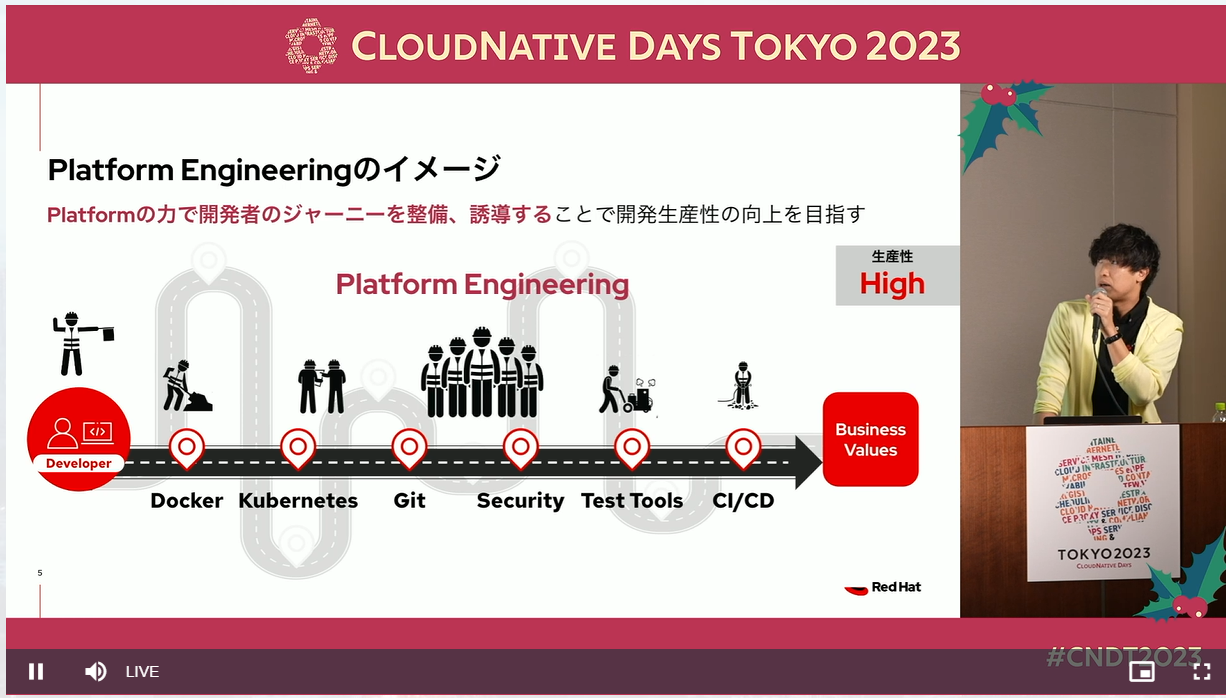 CLOUDNATIVE DAYS TOKYO 2023
Platform Engineeringのイメージ
Platformの力で開発者のジャーニーを整備、誘導することで開発生産性の向上を目指す
Platform Engineering
生産性
High
Developer
Business
Values
Docker
Kubernetes
Git
Security
Test Tools
CI/CD
5
Red Hat
TOKYO2023
CLOUDNATIVE DAYS
#CNDT2023
LIVE